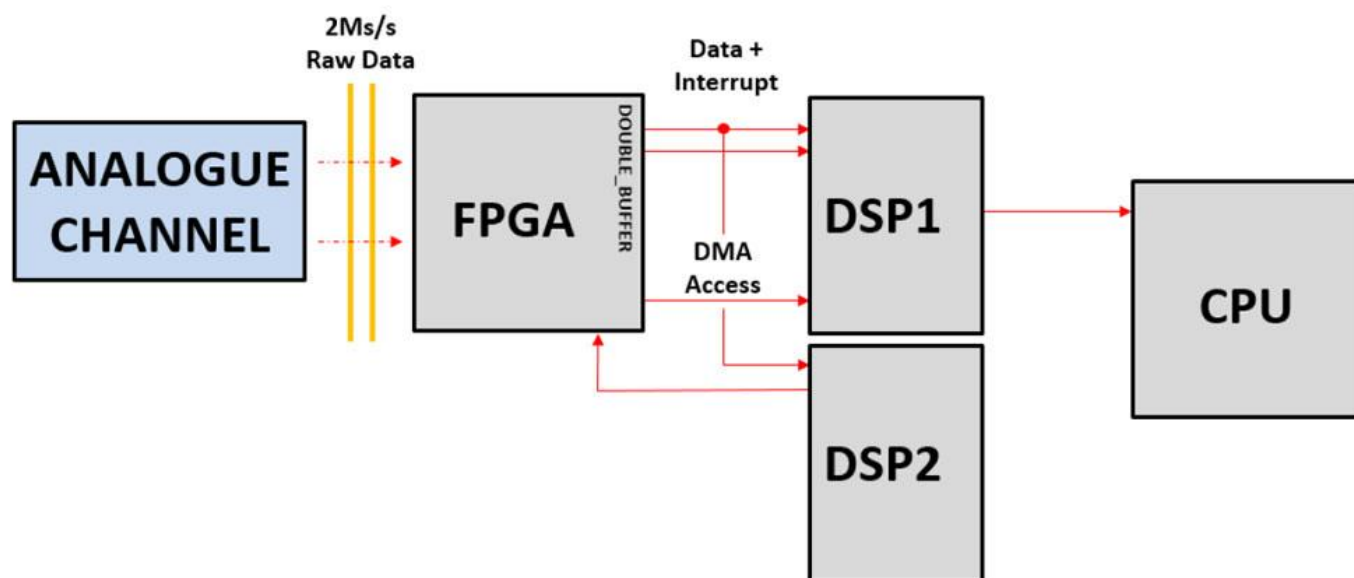 2Ms/s
Raw Data
Data +
Interrupt
ANALOGUE
CHANNEL
FPGA
DOUBLE_BUFFER
DSP1
DMA
Access
CPU
DSP2